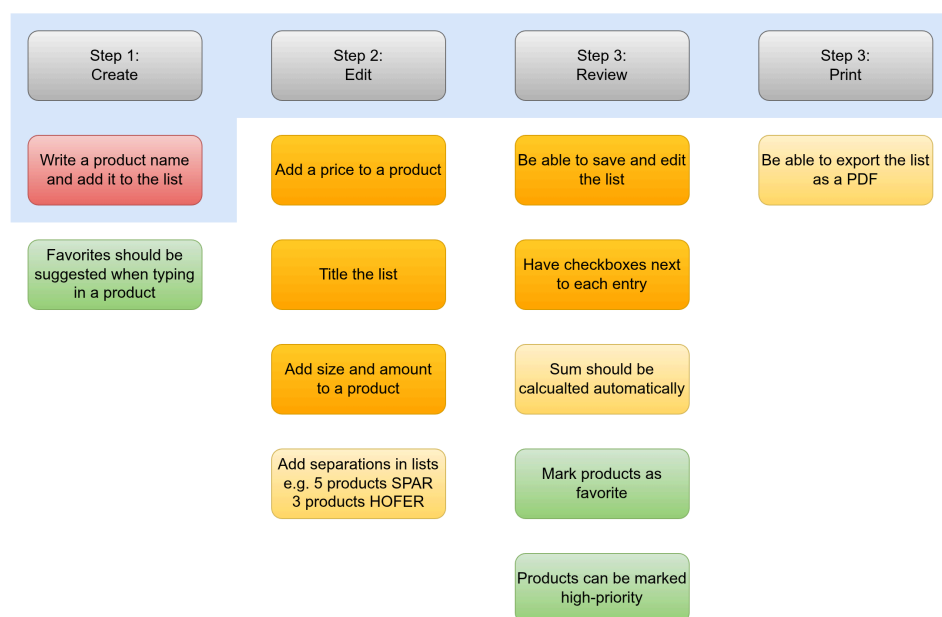 Step 1:
Create
Step 2:
Edit
Step 3:
Review
Step 3:
Print
Write a product name
and add it to the list
Add a price to a product
Be able to save and edit
the list
Be able to export the list
as a PDF
Favorites should be
suggested when typing
in a product
Title the list
Have checkboxes next
to each entry
Add size and amount
to a product
Sum should be
calcualted automatically
Add separations in lists
e.g. 5 products SPAR
3 products HOFER
Mark products as
favorite
Products can be marked
high-priority